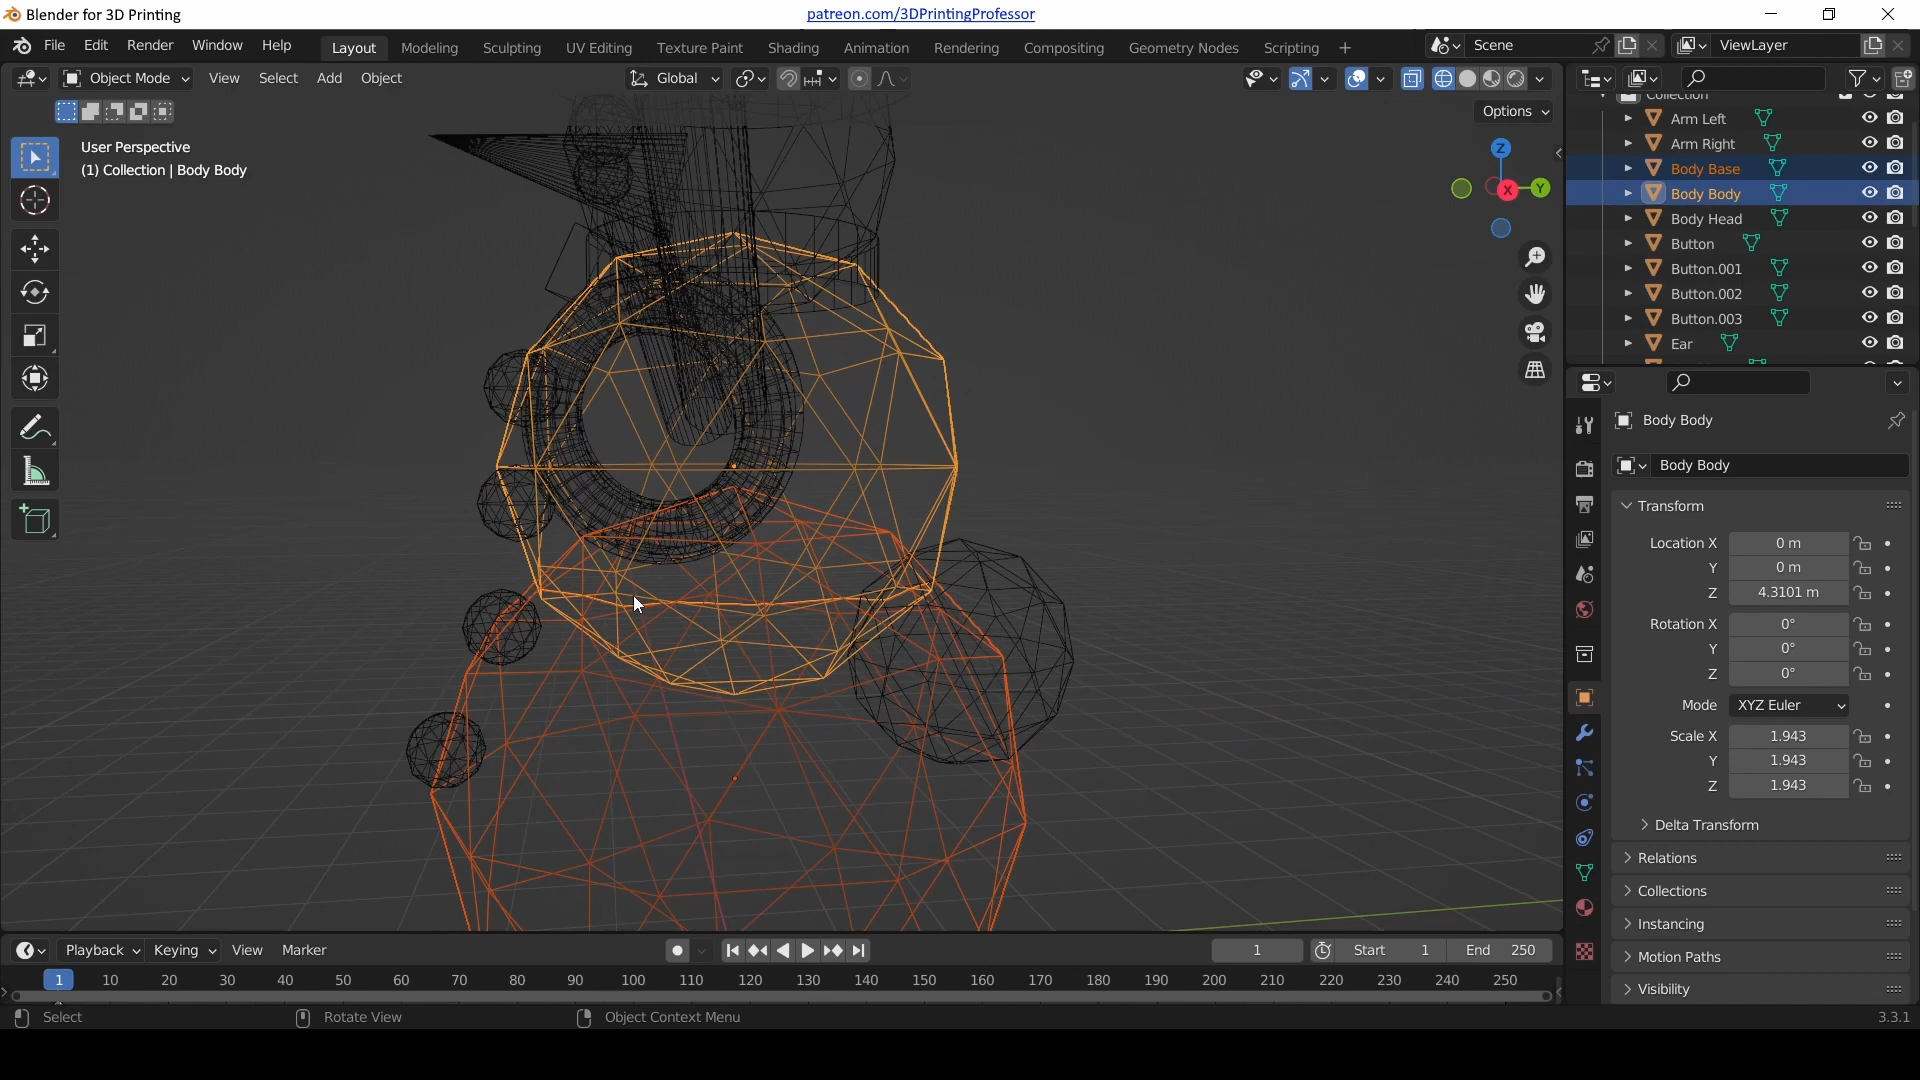 Blender for 3D Printing
patreon.com/3DPrintingProfessor
File Edit Render Window Help
Layout Modeling Sculpting UV Editing Texture Paint Shading Animation Rendering Compositing Geometry Nodes Scripting +
Scene
ViewLayer
Object Mode View Select Add Object
Global
Options
User Perspective
(1) Collection | Body Body
Z
Y
X
Collection
Arm Left
Arm Right
Body Base
Body Body
Body Head
Button
Button.001
Button.002
Button.003
Ear
Body Body
Body Body
Transform
Location X 0 m
Y 0 m
Z 4.3101 m
Rotation X 0°
Y 0°
Z 0°
Mode XYZ Euler
Scale X 1.943
Y 1.943
Z 1.943
Delta Transform
Relations
Collections
Instancing
Motion Paths
Visibility
Playback Keying View Marker
1 Start 1 End 250
1 10 20 30 40 50 60 70 80 90 100 110 120 130 140 150 160 170 180 190 200 210 220 230 240 250
Select Rotate View Object Context Menu
3.3.1